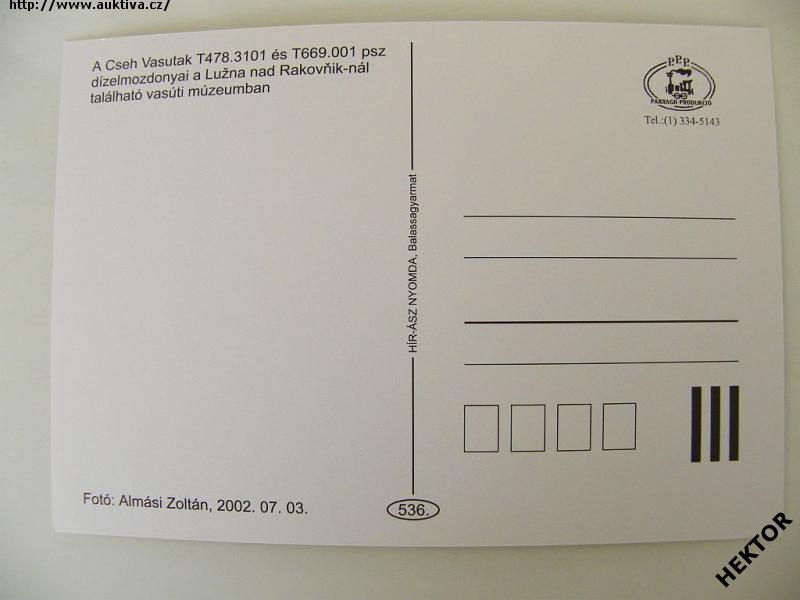 http://www.auktiva.cz/
A Cseh Vasutak T478.3101 és T669.001 psz
dízelmozdonyai a Lužna nad Rakovňik-nál
található vasúti múzeumban
P.P.P.
PARRAGH PRODUKCIÓ
Tel.:(1) 334-5143
HÍR-ÁSZ NYOMDA, Balassagyarmat
Fotó: Almási Zoltán, 2002. 07. 03.
536.
HEKTOR